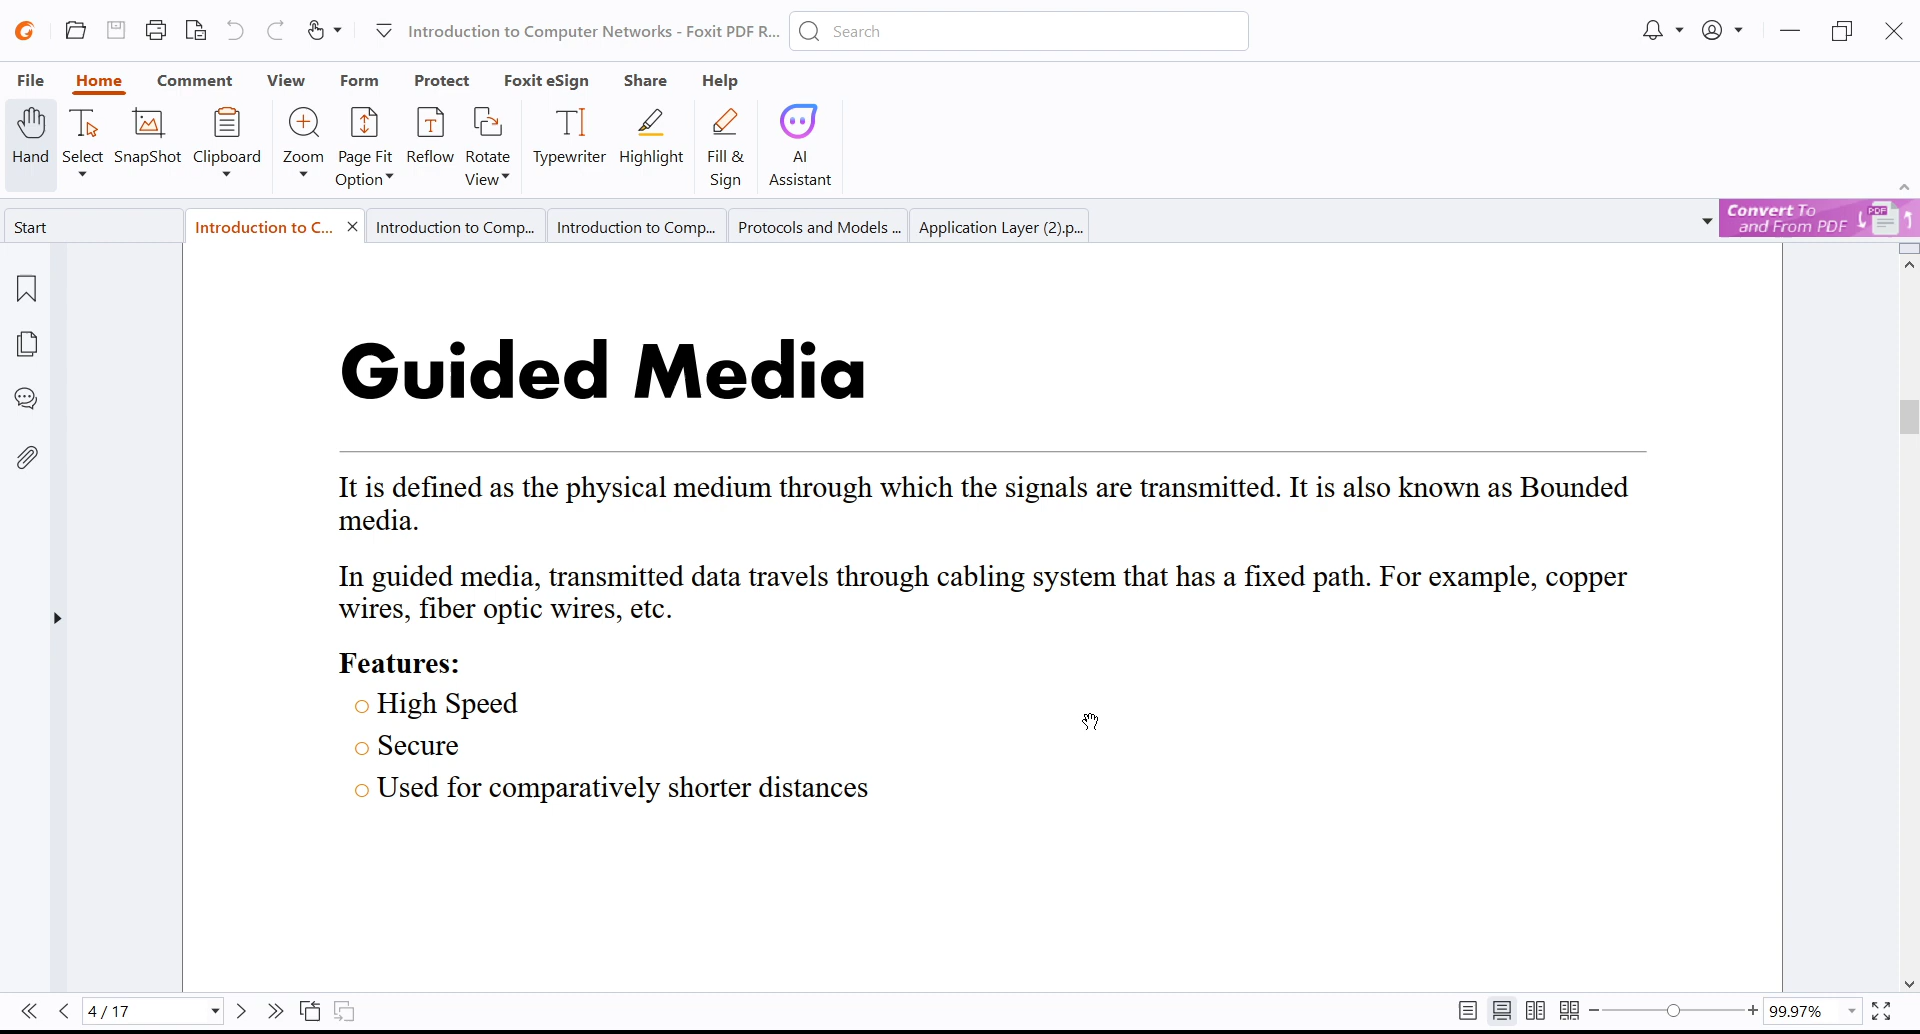 Introduction to Computer Networks - Foxit PDF R...
Search
File
Home
Comment
View
Form
Protect
Foxit eSign
Share
Help
Hand
Select
SnapShot
Clipboard
Zoom
Page Fit
Option
Reflow
Rotate
View
Typewriter
Highlight
Fill &
Sign
AI
Assistant
Start
Introduction to C...
Introduction to Comp...
Introduction to Comp...
Protocols and Models ...
Application Layer (2).p...
Convert To
and From PDF
PDF
Guided Media
It is defined as the physical medium through which the signals are transmitted. It is also known as Bounded
media.
In guided media, transmitted data travels through cabling system that has a fixed path. For example, copper
wires, fiber optic wires, etc.
Features:
○ High Speed
○ Secure
○ Used for comparatively shorter distances
4 / 17
99.97%